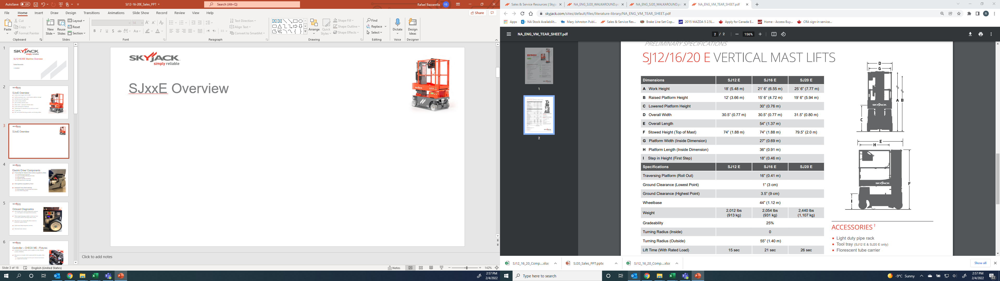 AutoSave Off
SJ12-16-20E_Sales_PPT
Search (Alt+Q)
Rafael Bazzarella RB
File Home Insert Draw Design Transitions Animations Slide Show Record Review View Help
Share
Paste
Cut
Copy
Format Painter
Clipboard
New Slide
Reuse Slides
Layout
Reset
Section
Slides
14
Font
Text Direction
Align Text
Convert to SmartArt
Paragraph
Arrange
Quick Styles
Shape Fill
Shape Outline
Shape Effects
Drawing
Find
Replace
Select
Editing
Dictate
Voice
Design Ideas
Designer
1
SKYJACK
simply reliable
SJ12/16/20E Machine Overview
2
SJxxE Overview
3
SJxxE Overview
4
Electric Drive/ Components
5
Onboard Diagnostics
6
Controller – CHECK ME - Pictures
SKYJACK
simply reliable
SJxxE Overview
Click to add notes
Slide 3 of 18 English (United States)
Notes 142%
2:57 PM
2/4/2022
Sales & Service Resources | Skyja
NA_ENG_SJ20_WALKAROUND.p
NA_ENG_SJ20_WALKAROUND.p
NA_ENG_VM_TEAR_SHEET.pdf
skyjack.com/sites/default/files/literature-library/NA_ENG_VM_TEAR_SHEET.pdf
Apps
NA Stock Availabilit...
Mary Johnston Publ...
Sales & Service Res...
Brake Line Set Cop...
2015 MAZDA 5 2.5L...
Apply for Canada E...
Home - Access Buy...
CRA sign-in service...
NA_ENG_VM_TEAR_SHEET.pdf
2 / 2
156%
1
2
PRELIMINARY SPECIFICATIONS
SJ12/16/20 E VERTICAL MAST LIFTS
Dimensions SJ12 E SJ16 E SJ20 E
A Work Height 18' (5.48 m) 21' 6" (6.55 m) 25' 6" (7.77 m)
B Raised Platform Height 12' (3.66 m) 15' 6" (4.72 m) 19' 6" (5.94 m)
C Lowered Platform Height 30" (0.76 m)
D Overall Width 30.5" (0.77 m) 30.5" (0.77 m) 31.5" (0.80 m)
E Overall Length 54" (1.37 m)
F Stowed Height (Top of Mast) 74" (1.88 m) 74" (1.88 m) 79.5" (2.0 m)
G Platform Width (Inside Dimension) 27" (0.69 m)
H Platform Length (Inside Dimension) 36" (0.91 m)
I Step in Height (First Step) 18" (0.46 m)
Specifications SJ12 E SJ16 E SJ20 E
Traversing Platform (Roll Out) 16" (0.41 m)
Ground Clearance (Lowest Point) 1" (3 cm)
Ground Clearance (Highest Point) 3.5" (9 cm)
Wheelbase 44" (1.12 m)
Weight 2,012 lbs (913 kg) 2,054 lbs (931 kg) 2,440 lbs (1,107 kg)
Gradeability 25%
Turning Radius (Inside) 0
Turning Radius (Outside) 55" (1.40 m)
Lift Time (With Rated Load) 15 sec 21 sec 26 sec
D
G
A B
C
SKYJACK
E
H
F
I
SKYJACK
ACCESSORIES †
Light duty pipe rack
Tool tray (SJ12 E & SJ20 E only)
Florescent tube carrier
SJ12_16_20_Comp....xlsx
SJ20_Sales_PPT.pptx
SJ12_16_20_Comp....xlsx
Show all
Type here to search
-9°C Sunny
2:57 PM
2/4/2022
22